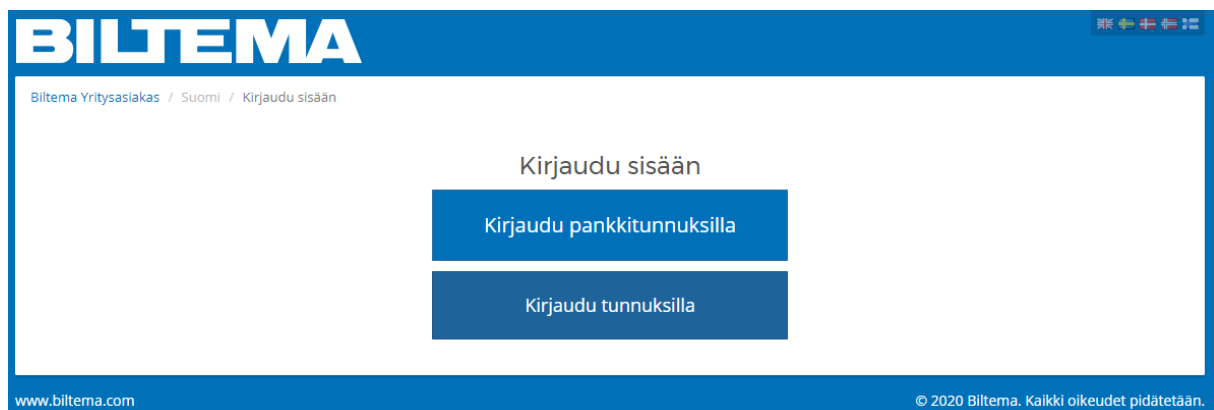 BILTEMA
Biltema Yritysasiakas / Suomi / Kirjaudu sisään
Kirjaudu sisään
Kirjaudu pankkitunnuksilla
Kirjaudu tunnuksilla
www.biltema.com
© 2020 Biltema. Kaikki oikeudet pidätetään.